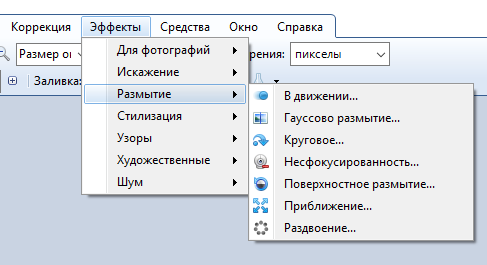 Коррекция Эффекты Средства Окно Справка
Размер
пикселы
Заливка:
Для фотографий
Искажение
Размытие
Стилизация
Узоры
Художественные
Шум
В движении...
Гауссово размытие...
Круговое...
Несфокусированность...
Поверхностное размытие...
Приближение...
Раздвоение...